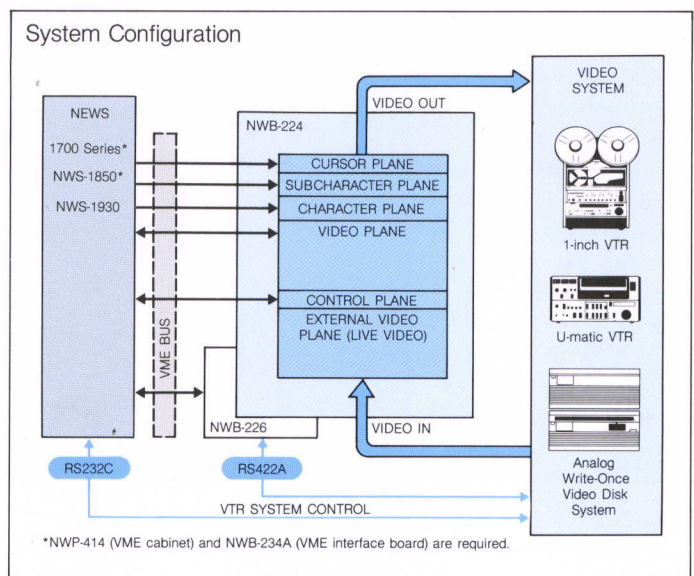 System Configuration
NEWS
1700 Series*
NWS-1850*
NWS-1930
VME BUS
NWB-224
VIDEO OUT
CURSOR PLANE
SUBCHARACTER PLANE
CHARACTER PLANE
VIDEO PLANE
CONTROL PLANE
EXTERNAL VIDEO
PLANE (LIVE VIDEO)
NWB-226
VIDEO IN
VIDEO
SYSTEM
1-inch VTR
U-matic VTR
Analog
Write-Once
Video Disk
System
RS232C
RS422A
VTR SYSTEM CONTROL
*NWP-414 (VME cabinet) and NWB-234A (VME interface board) are required.